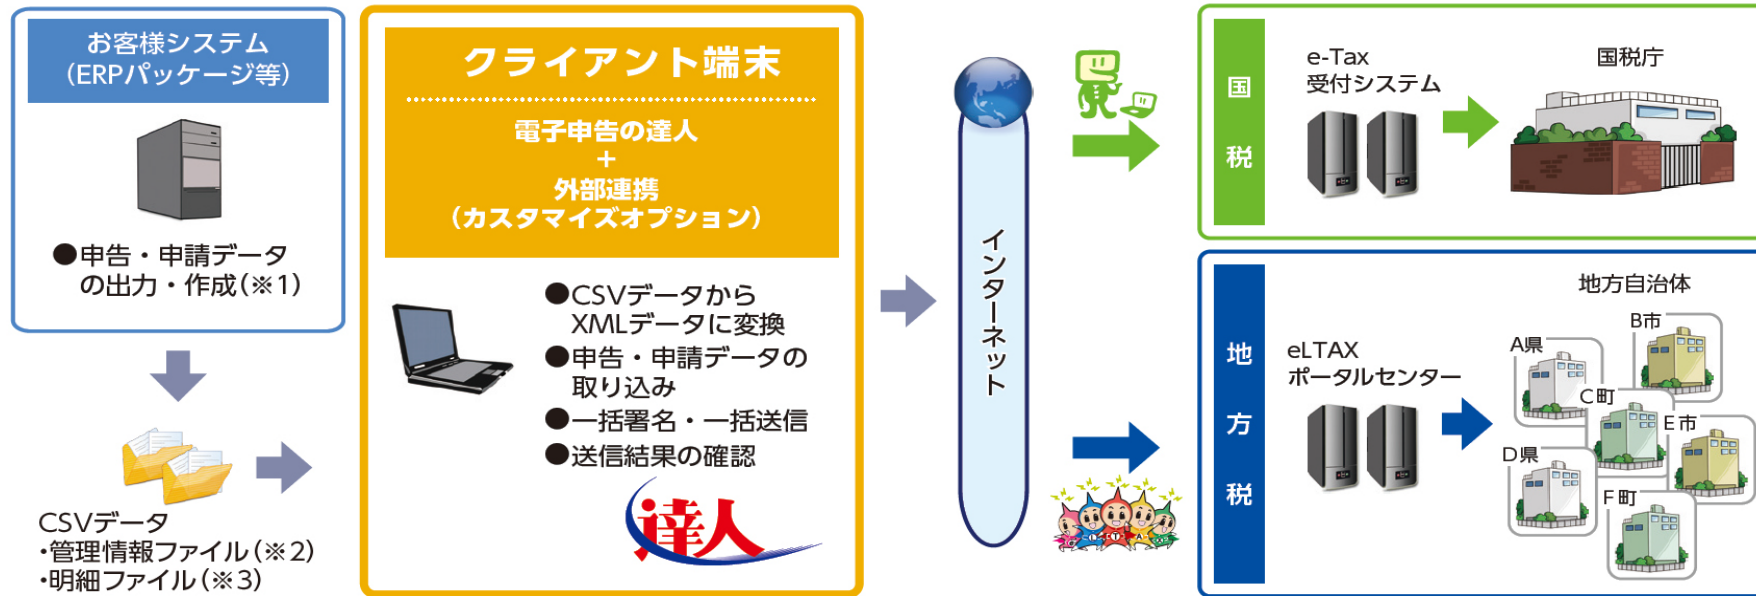 お客様システム
（ERPパッケージ等）
●申告・申請データ
の出力・作成（※1）
CSVデータ
・管理情報ファイル（※2）
・明細ファイル（※3）
クライアント端末
電子申告の達人
＋
外部連携
（カスタマイズオプション）
●CSVデータから
XMLデータに変換
●申告・申請データの
取り込み
●一括署名・一括送信
●送信結果の確認
達人
インターネット
国税
e-Tax
受付システム
国税庁
地方税
eLTAX
ポータルセンター
地方自治体
A県
B市
C町
D県
E市
F町